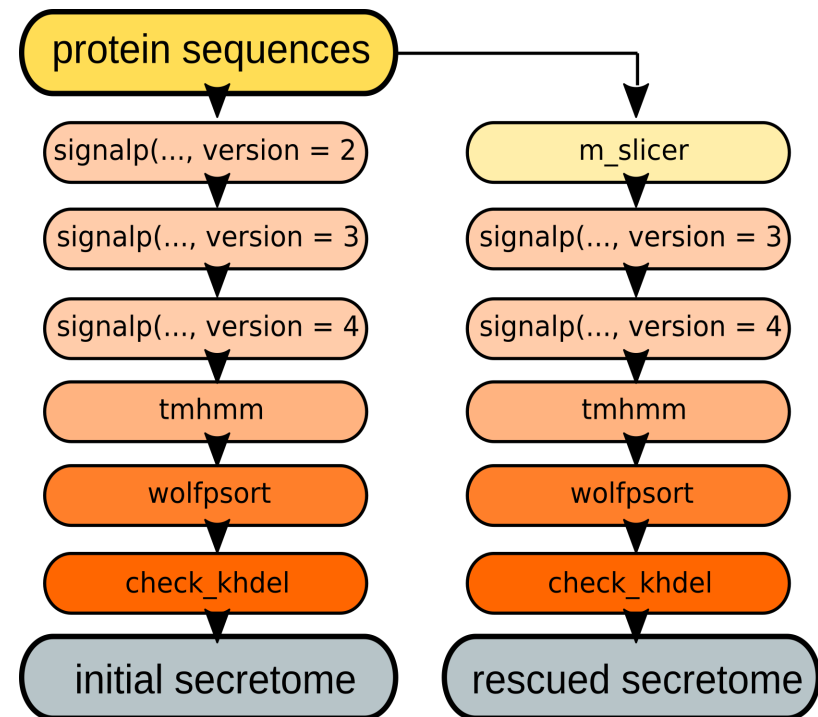 protein sequences
signalp(..., version = 2
signalp(..., version = 3
signalp(..., version = 4
tmhmm
wolfpsort
check_khdel
initial secretome
m_slicer
signalp(..., version = 3
signalp(..., version = 4
tmhmm
wolfpsort
check_khdel
rescued secretome